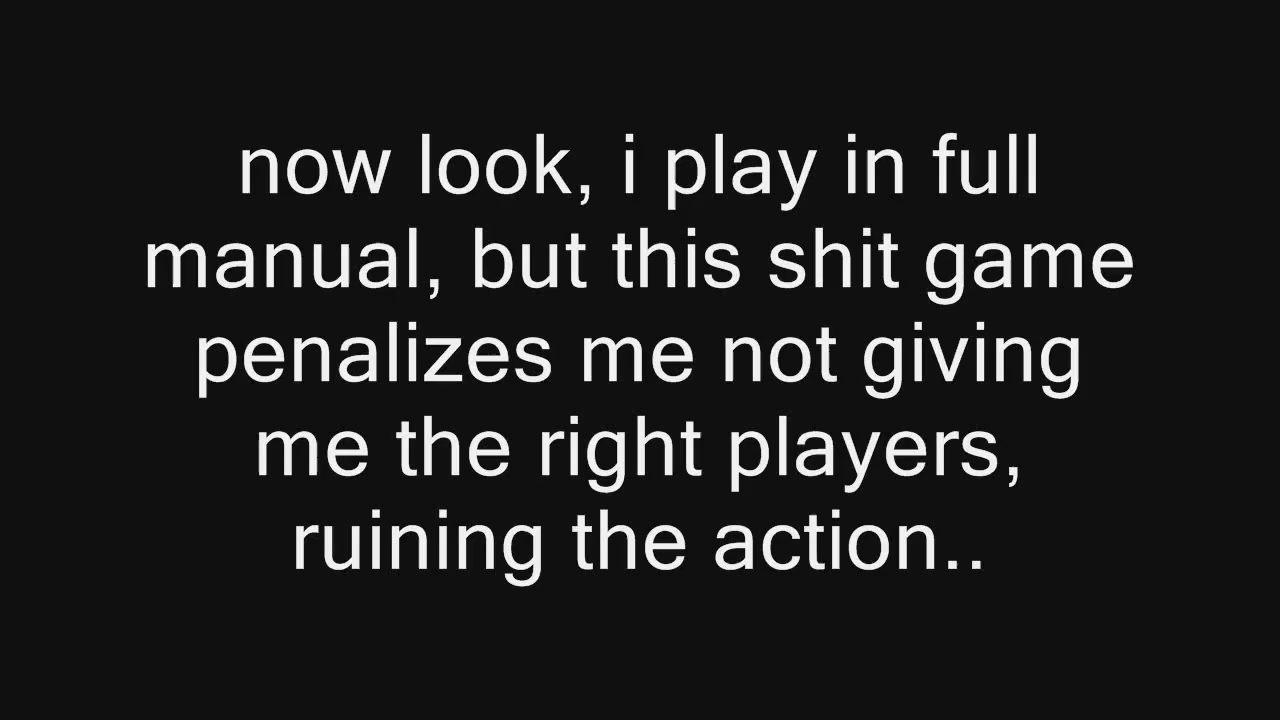 now look, i play in full
manual, but this shit game
penalizes me not giving
me the right players,
ruining the action..